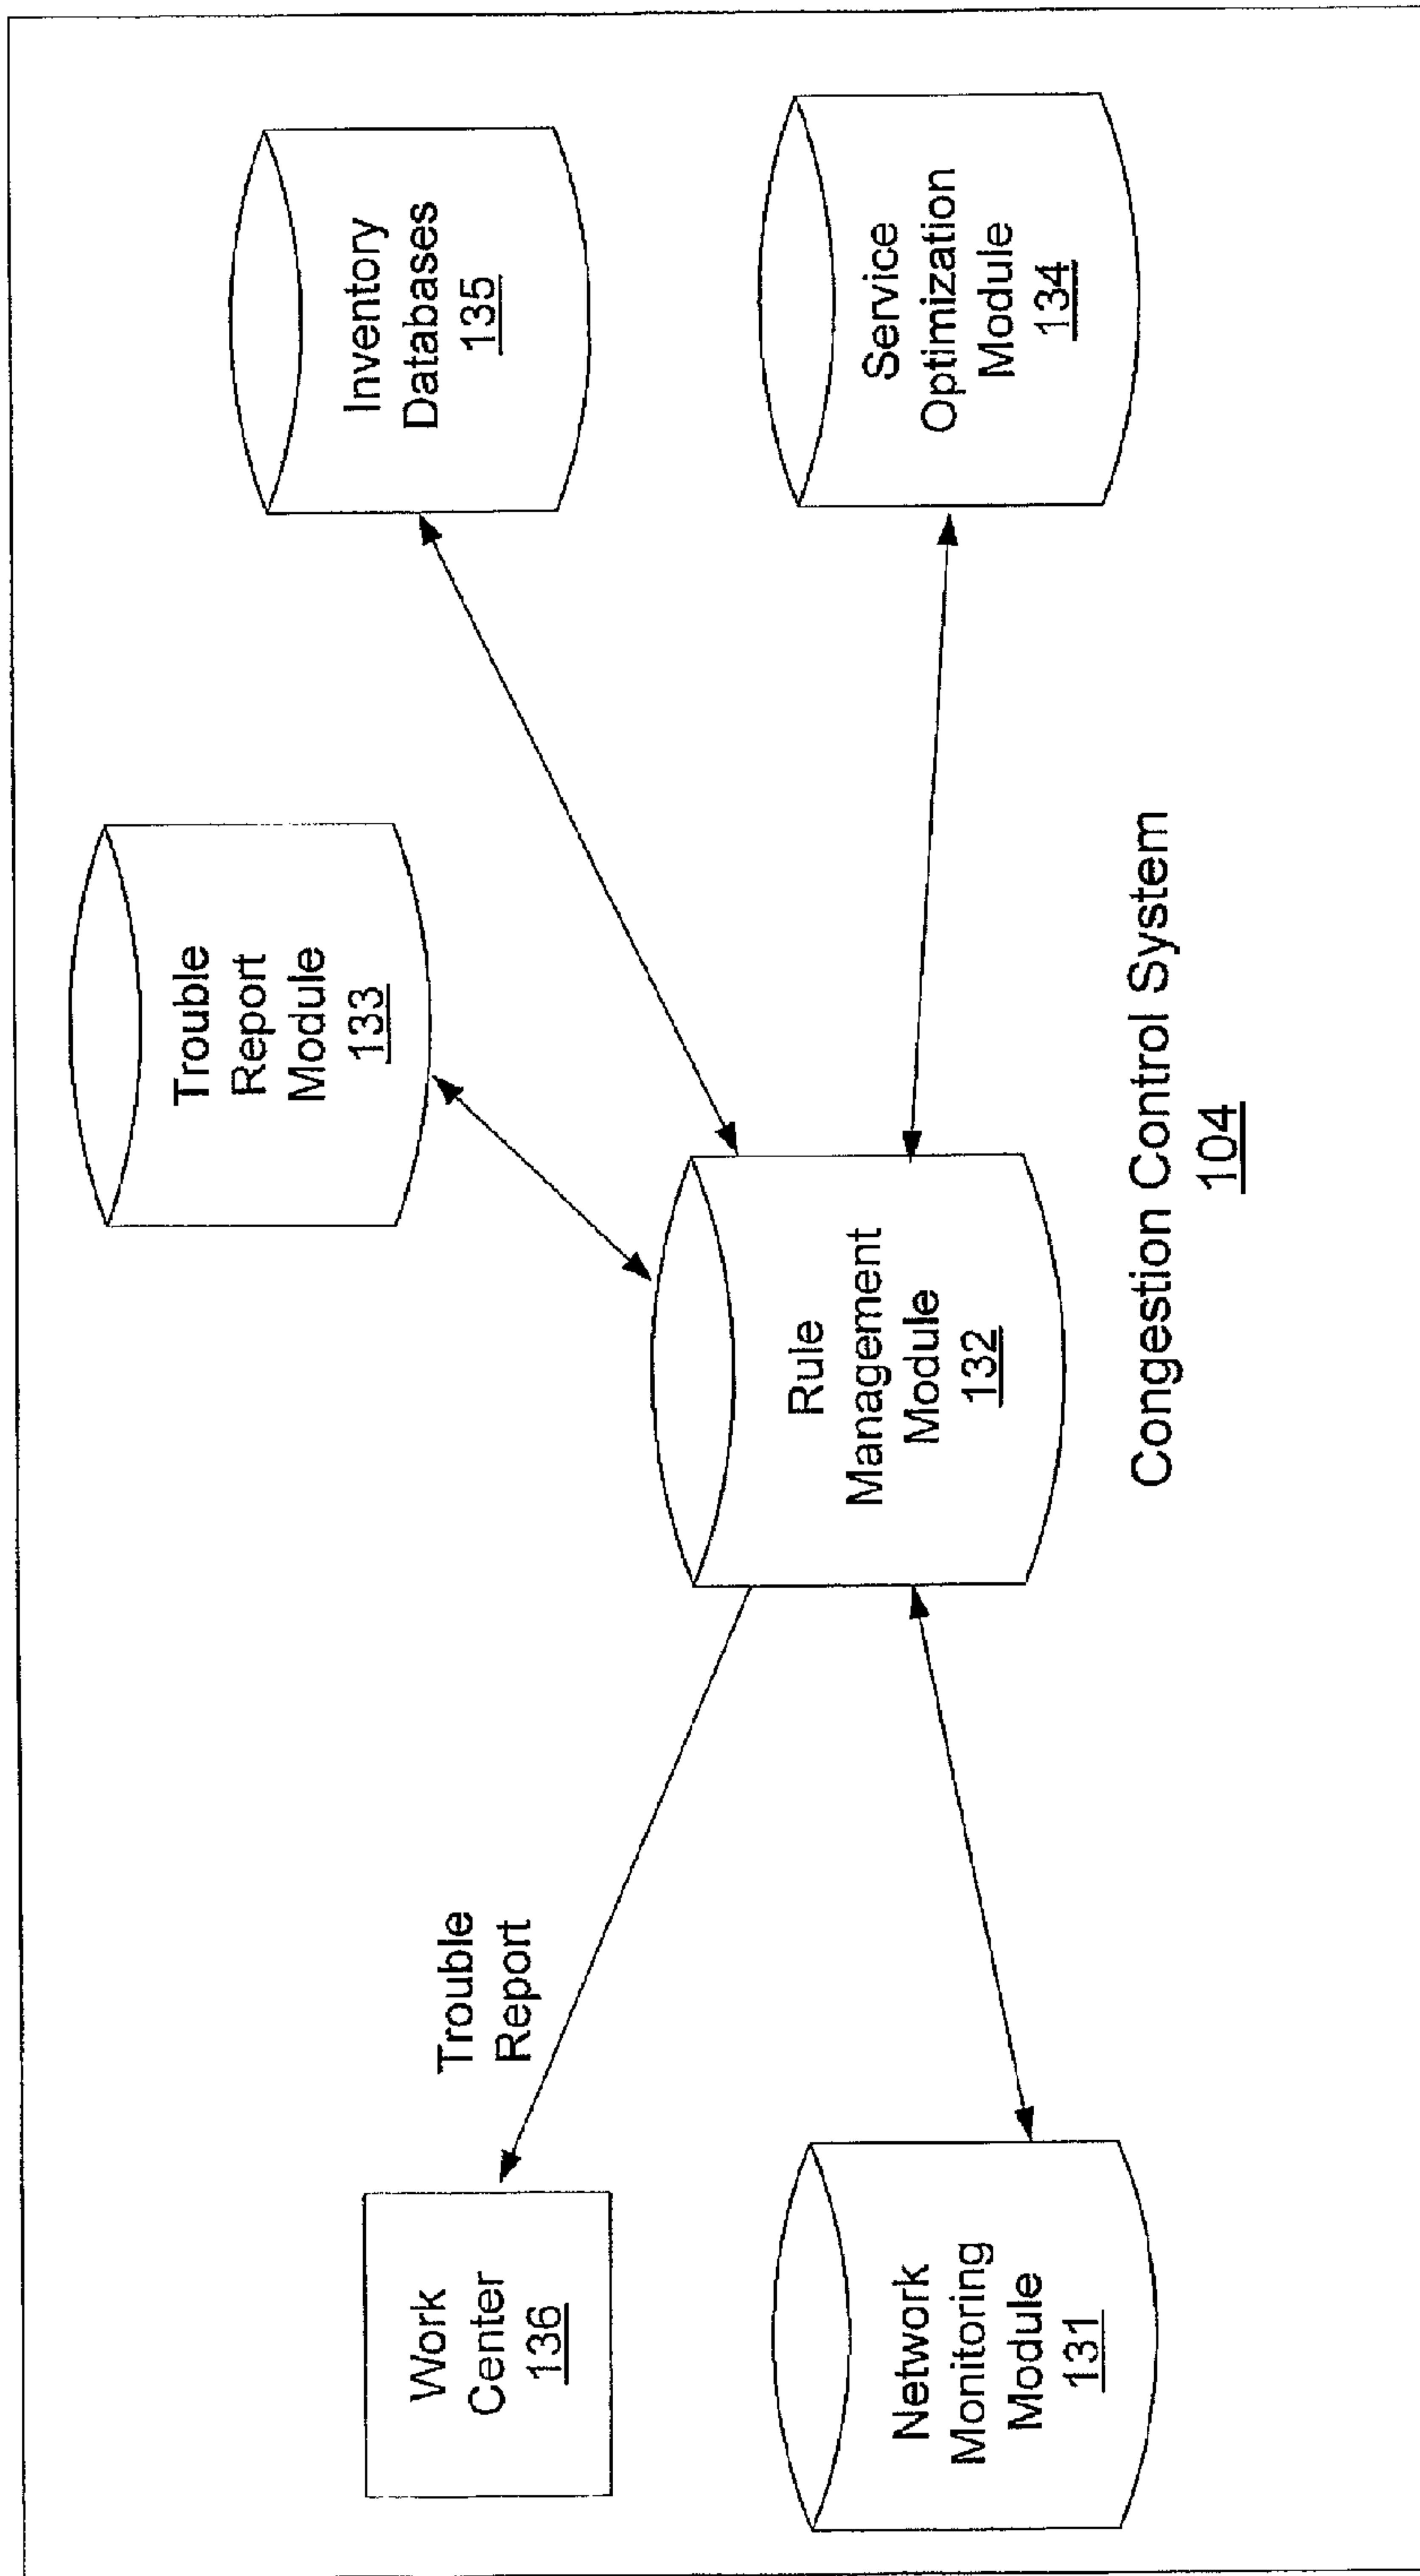 Trouble
Report
Module
133
Inventory
Databases
135
Work
Center
136
Trouble
Report
Rule
Management
Module
132
Network
Monitoring
Module
131
Service
Optimization
Module
134
Congestion Control System
104